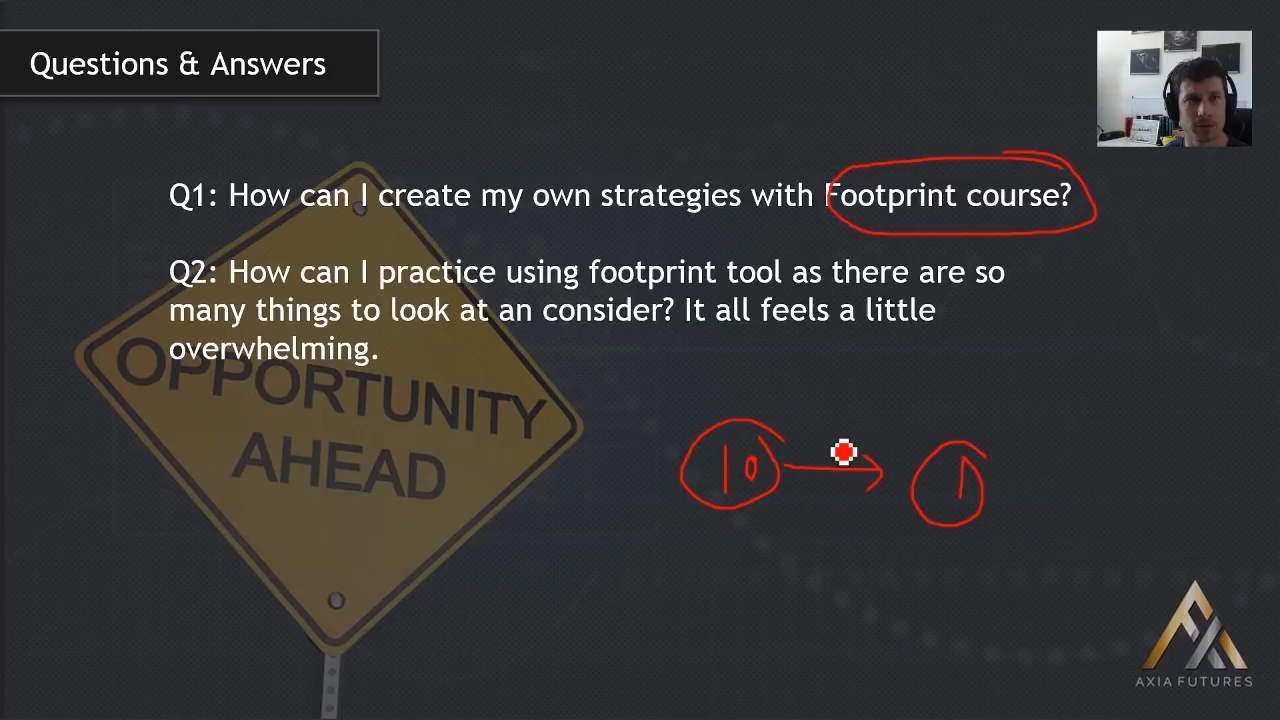 Questions & Answers
Q1: How can I create my own strategies with Footprint course?
Q2: How can I practice using footprint tool as there are so
many things to look at an consider? It all feels a little
overwhelming.
OPPORTUNITY
AHEAD
10 → 1
AXIA FUTURES